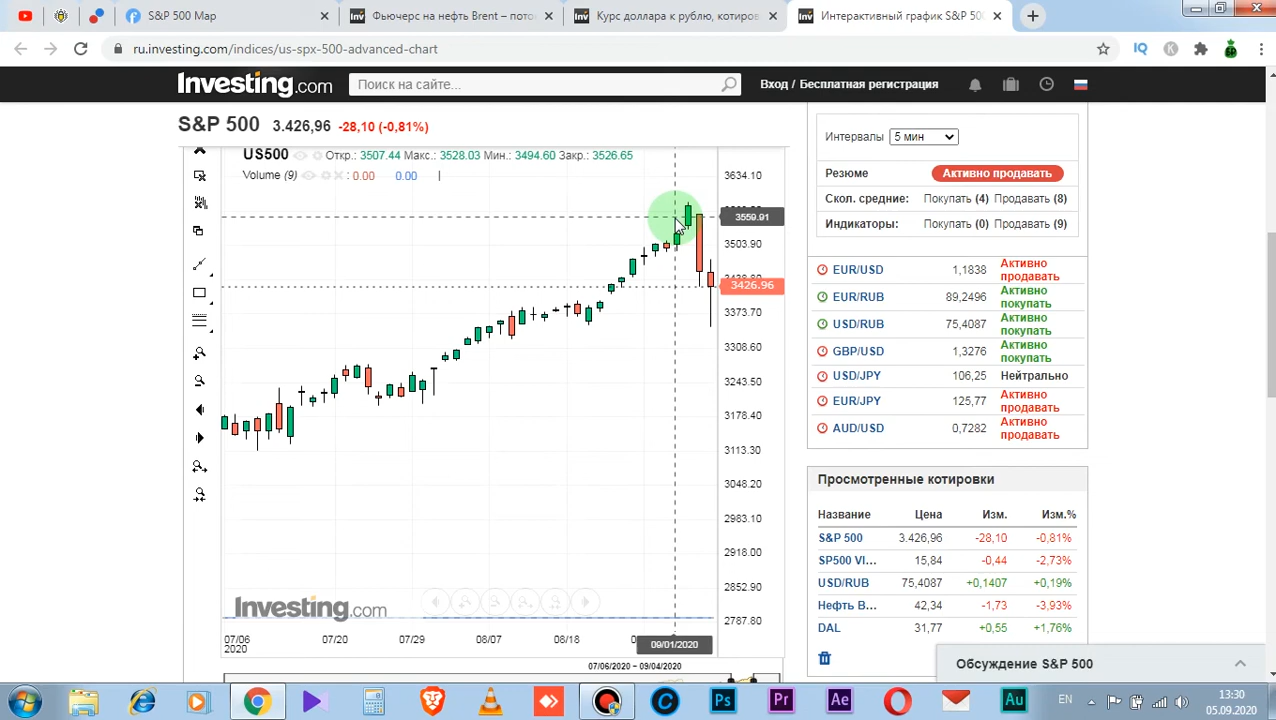 S&P 500 Map
Фьючерс на нефть Brent – пото
Курс доллара к рублю, котиров
Интерактивный график S&P 500
ru.investing.com/indices/us-spx-500-advanced-chart
Investing.com
Поиск на сайте...
Вход / Бесплатная регистрация
S&P 500 3.426,96 -28,10 (-0,81%)
US500 Откр.: 3507.44 Макс.: 3528.03 Мин.: 3494.60 Закр.: 3526.65
Volume (9) : 0.00 0.00
3634.10
3559.91
3503.90
3426.96
3373.70
3308.60
3243.50
3178.40
3113.30
3048.20
2983.10
2918.00
2852.90
2787.80
Investing.com
07/06 07/20 07/29 08/07 08/18 09/01/2020
2020
07/06/2020 – 09/04/2020
Интервалы 5 мин
Резюме Активно продавать
Скол. средние: Покупать (4) Продавать (8)
Индикаторы: Покупать (0) Продавать (9)
EUR/USD 1,1838 Активно продавать
EUR/RUB 89,2496 Активно покупать
USD/RUB 75,4087 Активно покупать
GBP/USD 1,3276 Активно покупать
USD/JPY 106,25 Нейтрально
EUR/JPY 125,77 Активно продавать
AUD/USD 0,7282 Активно продавать
Просмотренные котировки
Название Цена Изм. Изм.%
S&P 500 3.426,96 -28,10 -0,81%
SP500 VI... 15,84 -0,44 -2,73%
USD/RUB 75,4087 +0,1407 +0,19%
Нефть B... 42,34 -1,73 -3,93%
DAL 31,77 +0,55 +1,76%
Обсуждение S&P 500
Ps
Pr
Ae
Au
EN
13:30
05.09.2020